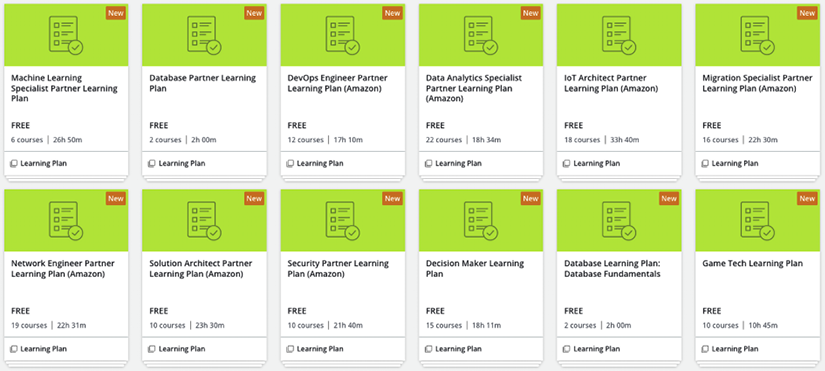 New
Machine Learning
Specialist Partner Learning
Plan
FREE
6 courses | 26h 50m
Learning Plan
New
Database Partner Learning
Plan
FREE
2 courses | 2h 00m
Learning Plan
New
DevOps Engineer Partner
Learning Plan (Amazon)
FREE
12 courses | 17h 10m
Learning Plan
New
Data Analytics Specialist
Partner Learning Plan
(Amazon)
FREE
22 courses | 18h 34m
Learning Plan
IoT Architect Partner
Learning Plan (Amazon)
FREE
18 courses | 33h 40m
Learning Plan
New
Migration Specialist Partner
Learning Plan (Amazon)
FREE
16 courses | 22h 30m
Learning Plan
New
Network Engineer Partner
Learning Plan (Amazon)
FREE
19 courses | 22h 31m
Learning Plan
New
Solution Architect Partner
Learning Plan (Amazon)
FREE
10 courses | 23h 30m
Learning Plan
New
Security Partner Learning
Plan (Amazon)
FREE
10 courses | 21h 40m
Learning Plan
New
Decision Maker Learning
Plan
FREE
15 courses | 18h 11m
Learning Plan
New
Database Learning Plan:
Database Fundamentals
FREE
2 courses | 2h 00m
Learning Plan
New
Game Tech Learning Plan
FREE
10 courses | 10h 45m
Learning Plan